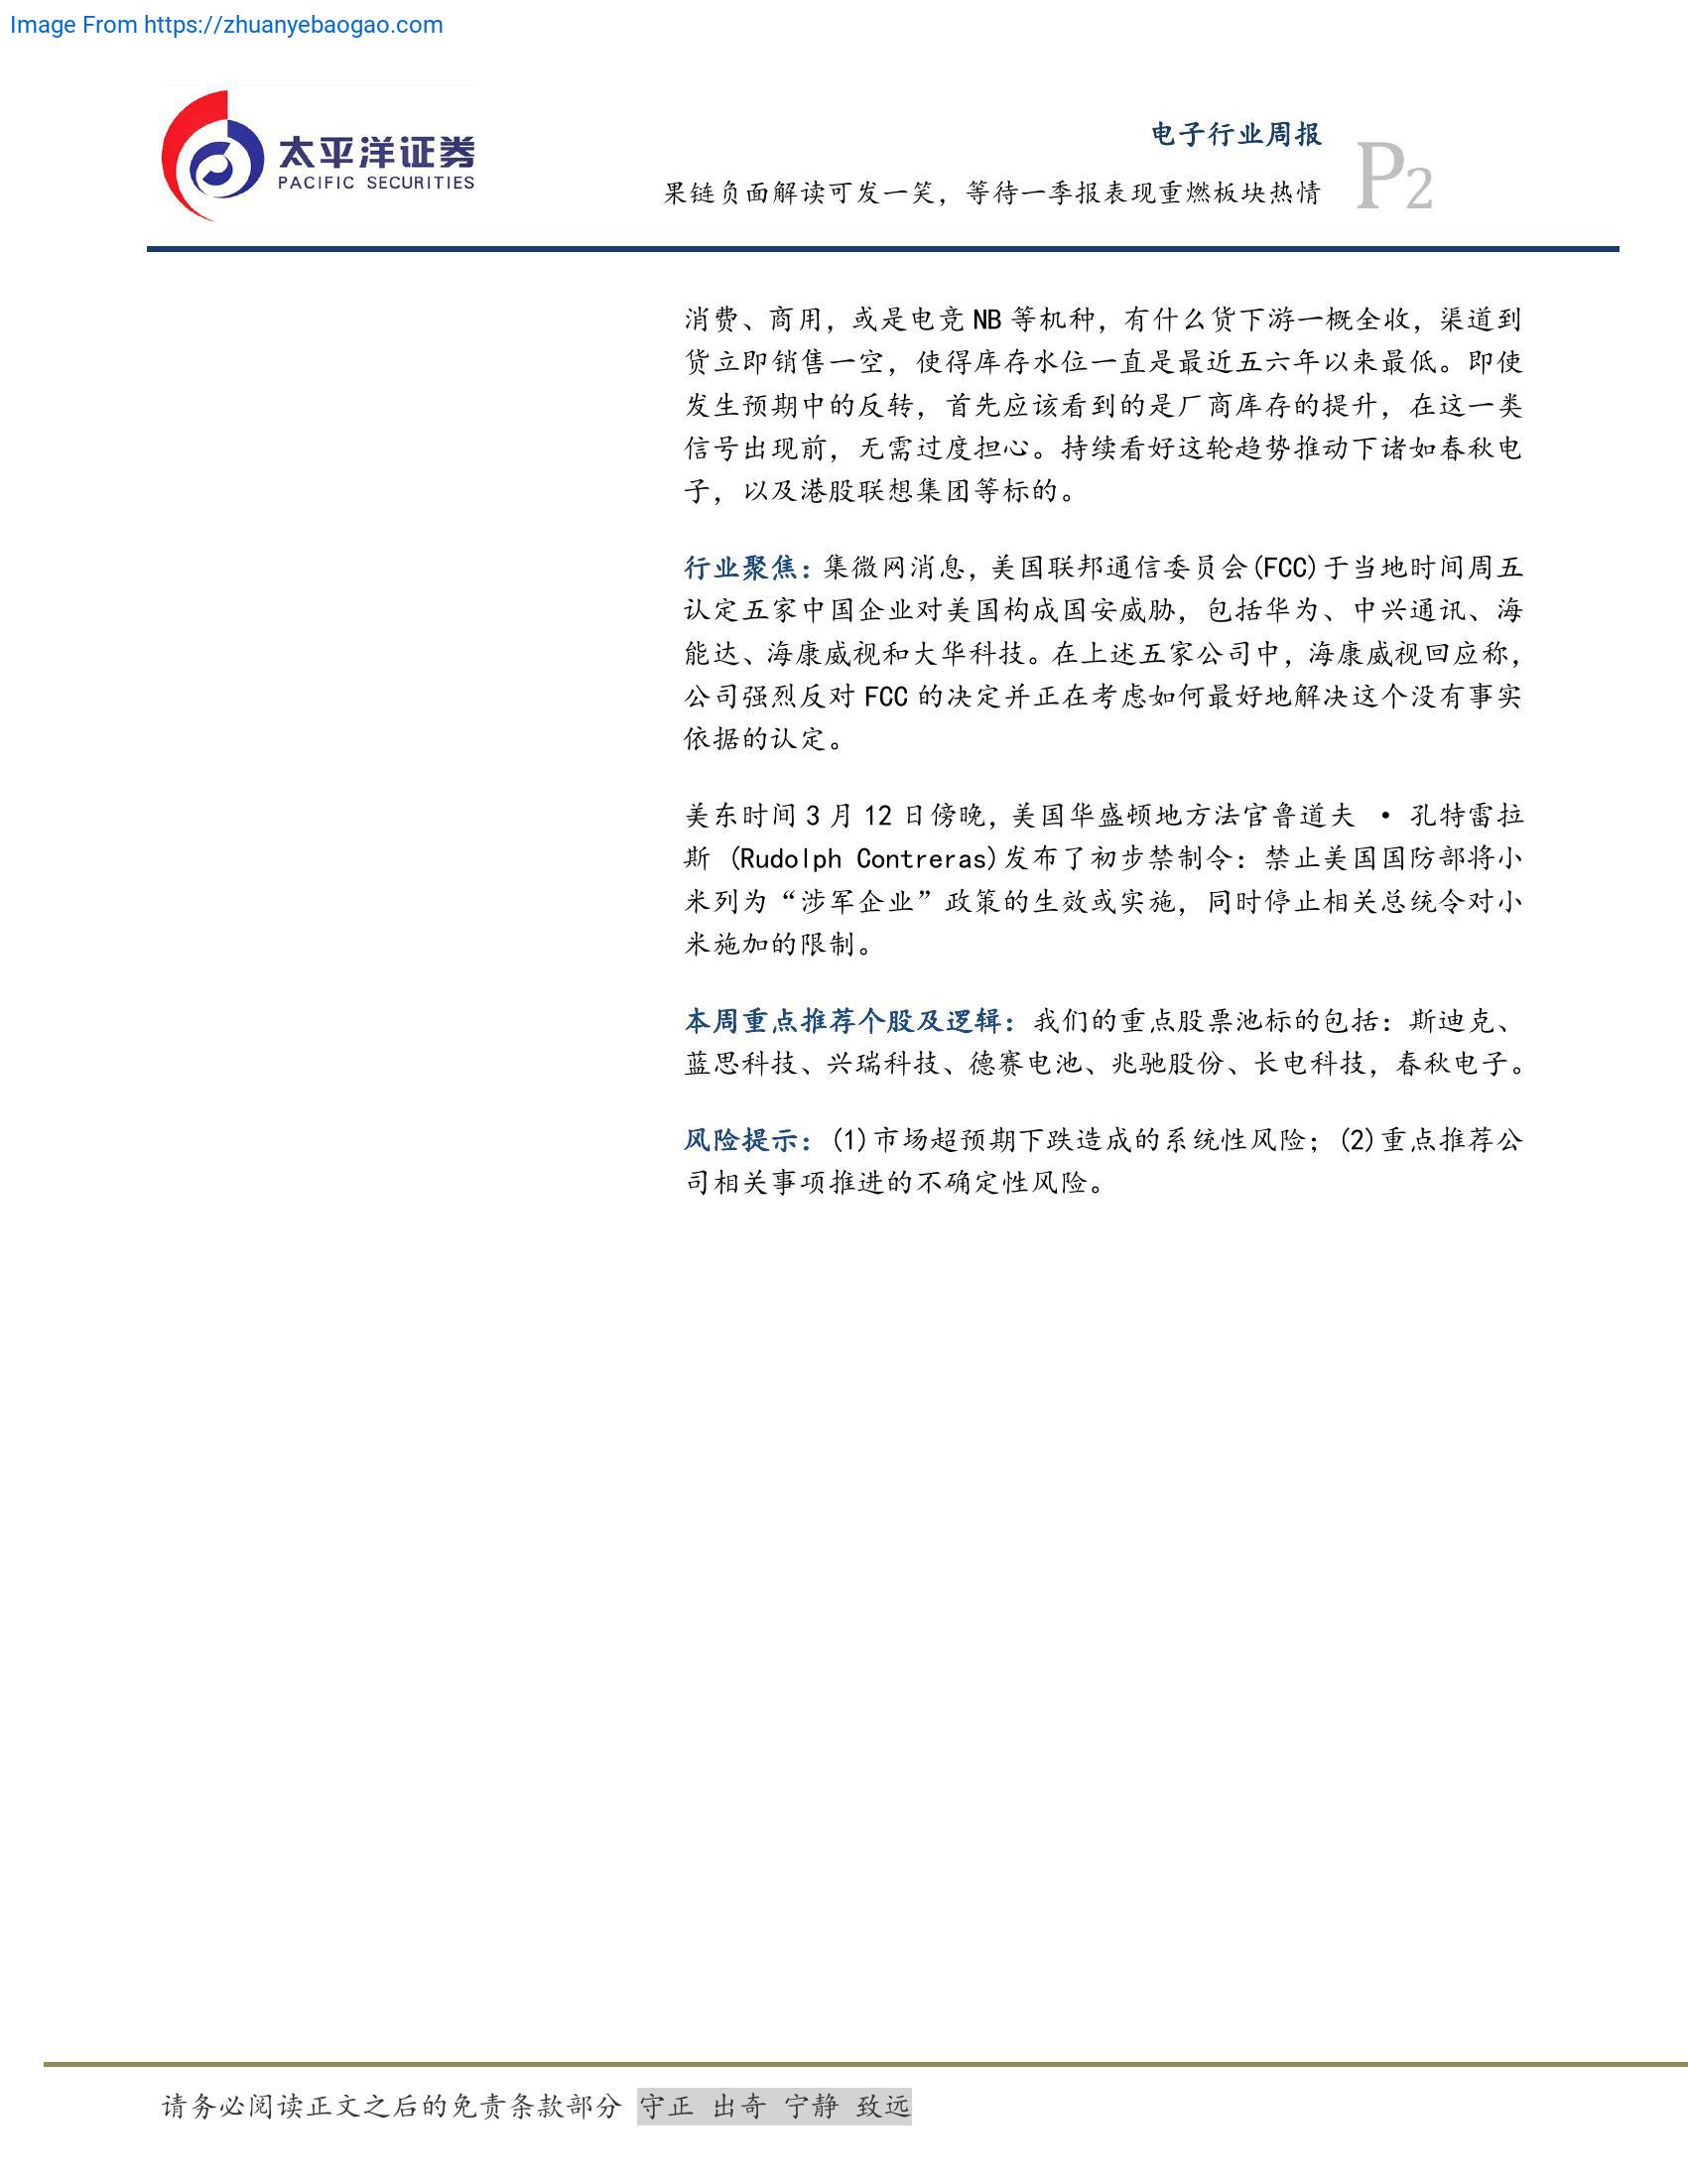 Image From https://zhuanyebaogao.com
太平洋证券
PACIFIC SECURITIES
电子行业周报
果链负面解读可发一笑，等待一季报表现重燃板块热情
P2
消费、商用，或是电竞 NB 等机种，有什么货下游一概全收，渠道到
货立即销售一空，使得库存水位一直是最近五六年以来最低。即使
发生预期中的反转，首先应该看到的是厂商库存的提升，在这一类
信号出现前，无需过度担心。持续看好这轮趋势推动下诸如春秋电
子，以及港股联想集团等标的。
行业聚焦：集微网消息，美国联邦通信委员会(FCC)于当地时间周五
认定五家中国企业对美国构成国安威胁，包括华为、中兴通讯、海
能达、海康威视和大华科技。在上述五家公司中，海康威视回应称，
公司强烈反对 FCC 的决定并正在考虑如何最好地解决这个没有事实
依据的认定。
美东时间 3 月 12 日傍晚，美国华盛顿地方法官鲁道夫 • 孔特雷拉
斯 (Rudolph Contreras)发布了初步禁制令：禁止美国国防部将小
米列为“涉军企业”政策的生效或实施，同时停止相关总统令对小
米施加的限制。
本周重点推荐个股及逻辑：我们的重点股票池标的包括：斯迪克、
蓝思科技、兴瑞科技、德赛电池、兆驰股份、长电科技，春秋电子。
风险提示：(1)市场超预期下跌造成的系统性风险；(2)重点推荐公
司相关事项推进的不确定性风险。
请务必阅读正文之后的免责条款部分 守正 出奇 宁静 致远